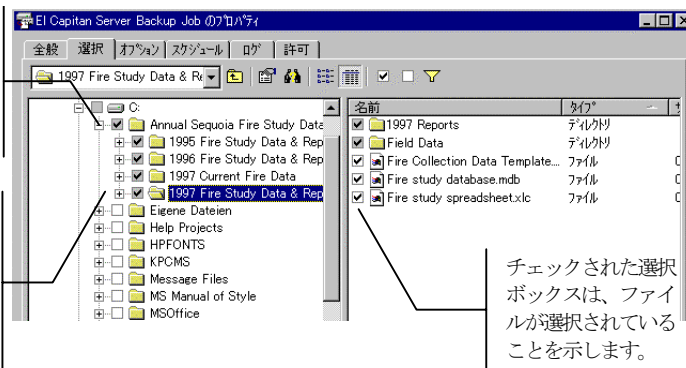 El Capitan Server Backup Job のﾌﾟﾛﾊﾟﾃｨ
全般 選択 ｵﾌﾟｼｮﾝ ｽｹｼﾞｭｰﾙ ﾛｸﾞ 許可
1997 Fire Study Data & Re
C:
Annual Sequoia Fire Study Data
1995 Fire Study Data & Rep
1996 Fire Study Data & Rep
1997 Current Fire Data
1997 Fire Study Data & Rep
Eigene Dateien
Help Projects
HPFONTS
KPCMS
Message Files
MS Manual of Style
MSOffice
名前 ﾀｲﾌﾟ
1997 Reports ﾃﾞｨﾚｸﾄﾘ
Field Data ﾃﾞｨﾚｸﾄﾘ
Fire Collection Data Template... ﾌｧｲﾙ
Fire study database.mdb ﾌｧｲﾙ
Fire study spreadsheet.xlc ﾌｧｲﾙ
チェックされた選択
ボックスは、ファイ
ルが選択されている
ことを示します。